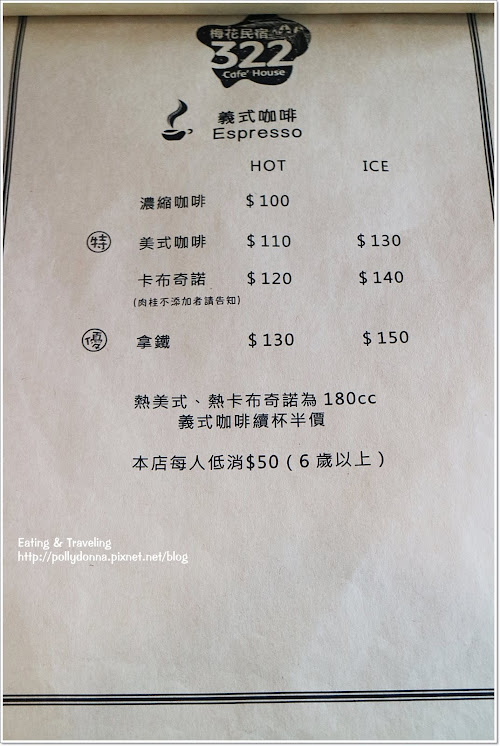 梅花民宿
322
Cafe' House
義式咖啡
Espresso
HOT ICE
濃縮咖啡 $100
特 美式咖啡 $110 $130
卡布奇諾 $120 $140
(肉桂不添加者請告知)
優 拿鐵 $130 $150
熱美式、熱卡布奇諾為 180cc
義式咖啡續杯半價
本店每人低消$50（6 歲以上）
Eating & Traveling
http://pollydonna.pixnet.net/blog